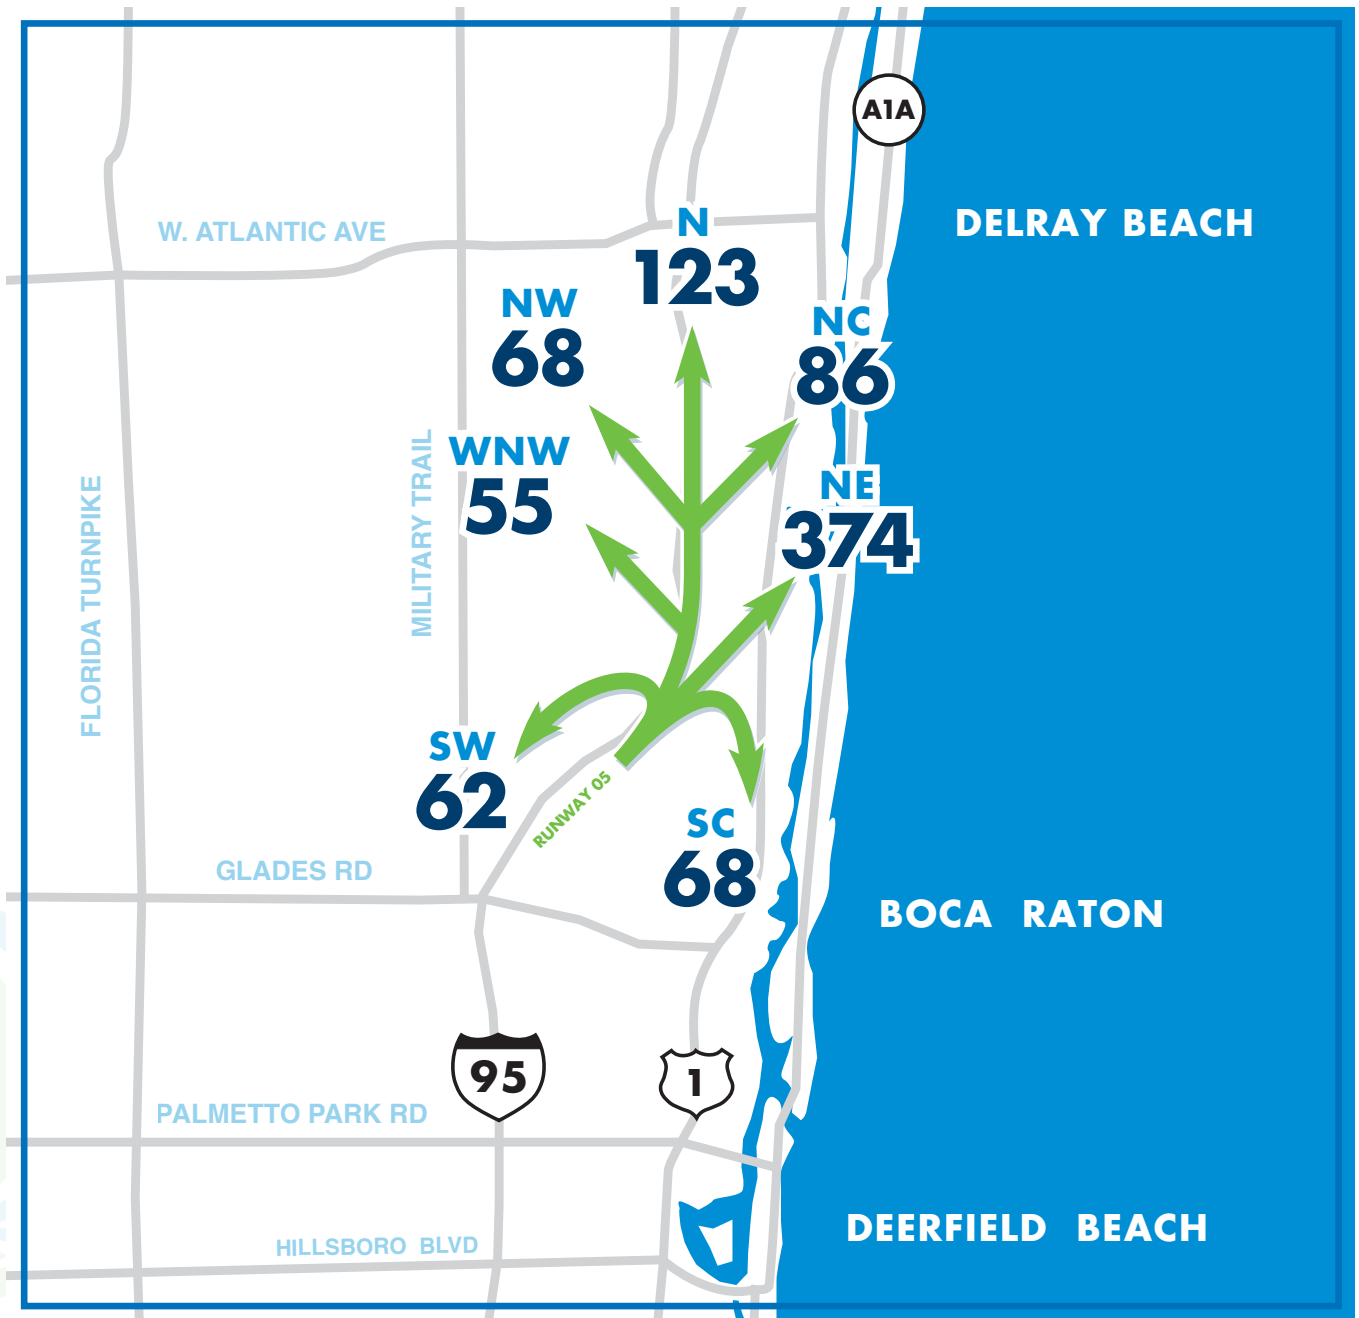 A1A
DELRAY BEACH
W. ATLANTIC AVE
N
123
NW
68
NC
86
WNW
55
NE
374
MILITARY TRAIL
FLORIDA TURNPIKE
SW
62
RUNWAY 05
SC
68
GLADES RD
BOCA RATON
95
1
PALMETTO PARK RD
DEERFIELD BEACH
HILLSBORO BLVD